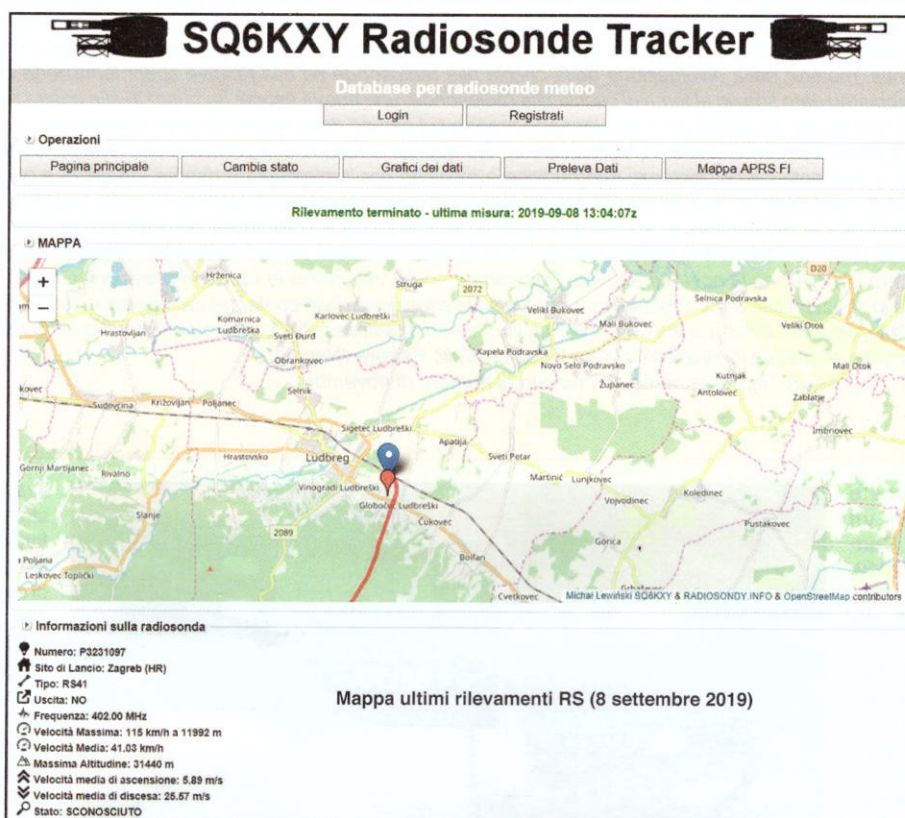 SQ6KXY Radiosonde Tracker
Database per radiosonde meteo
Login Registrati
Operazioni
Pagina principale Cambia stato Grafici dei dati Preleva Dati Mappa APRS.FI
Rilevamento terminato - ultima misura: 2019-09-08 13:04:07z
MAPPA
+
−
D20
Hrženica
Struga
2072
Selnica Podravska
Veliki Bukovec
Komarnica
Ludbreška
Karlovec Ludbreški
Mali Bukovec
Veliki Otok
Hrastovljan
Sveti Đurđ
Obrankovec
Kapela Podravska
Novo Selo Podravsko
Mali Otok
Kutnjak
Županec
Antolovec
Selnik
Zablatje
kovec
Sudovčina
Križovljan
Poljanec
Sigetec Ludbreški
Imbriovec
Apatija
Hrastovsko
Ludbreg
Sveti Petar
Gornji Martijanec
Rivalno
Martinić
Lunjkovec
Vinogradi Ludbreški
Koledinec
Vojvodinec
Globočec Ludbreški
Slanje
Čukovec
Pustakovec
2089
Gorica
a Poljana
Bolfan
Leskovec Toplički
Cvetkovec
Michał Lewiński SQ6KXY & RADIOSONDY.INFO & OpenStreetMap contributors
Informazioni sulla radiosonda
Numero: P3231097
Sito di Lancio: Zagreb (HR)
Tipo: RS41
Uscita: NO
Frequenza: 402.00 MHz
Velocità Massima: 115 km/h a 11992 m
Velocità Media: 41.03 km/h
Massima Altitudine: 31440 m
Velocità media di ascensione: 5.89 m/s
Velocità media di discesa: 25.57 m/s
Stato: SCONOSCIUTO
Mappa ultimi rilevamenti RS (8 settembre 2019)